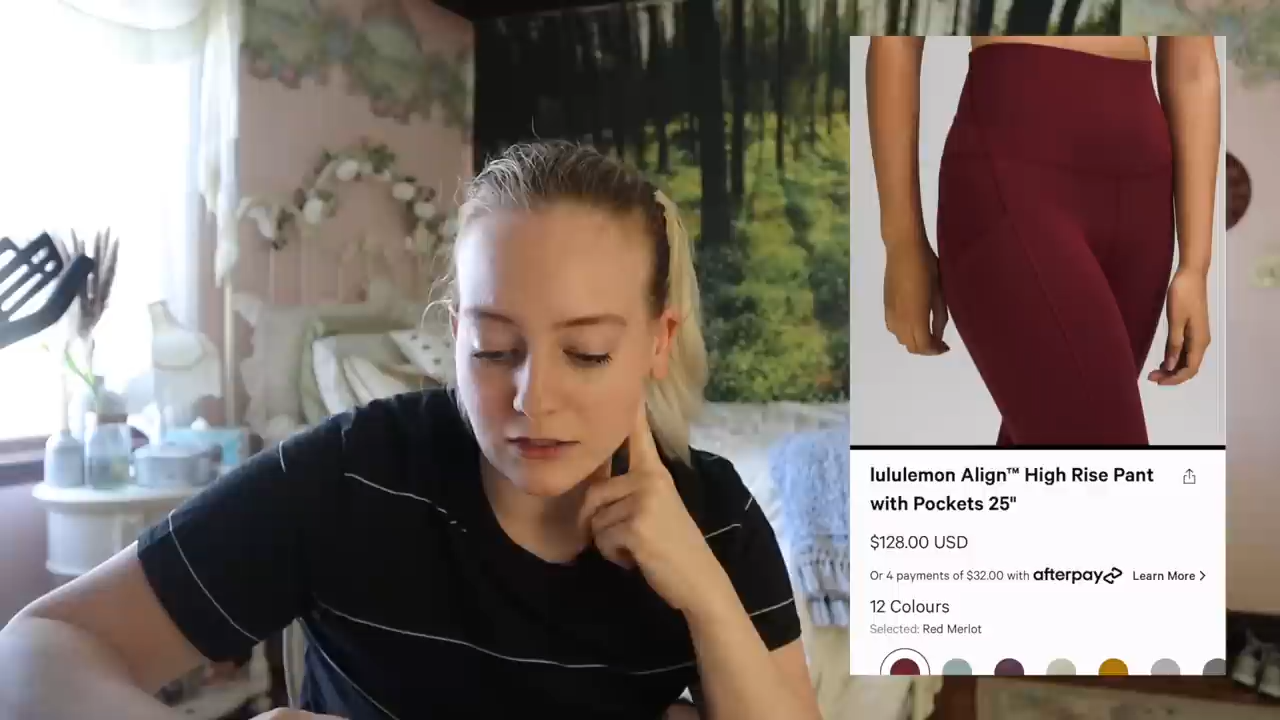 lululemon Align™ High Rise Pant
with Pockets 25"
$128.00 USD
Or 4 payments of $32.00 with afterpay Learn More >
12 Colours
Selected: Red Merlot